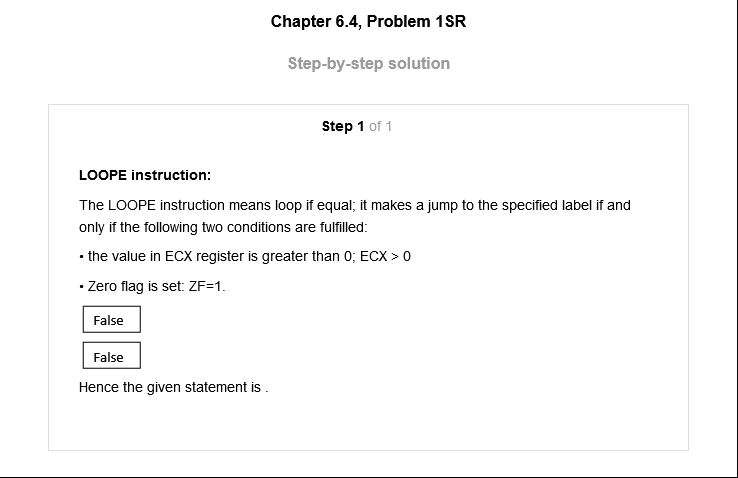 Chapter 6.4, Problem 1SR
Step-by-step solution
Step 1 of 1
LOOPE instruction:
The LOOPE instruction means loop if equal; it makes a jump to the specified label if and
only if the following two conditions are fulfilled:
• the value in ECX register is greater than 0; ECX > 0
• Zero flag is set: ZF=1.
False
False
Hence the given statement is .